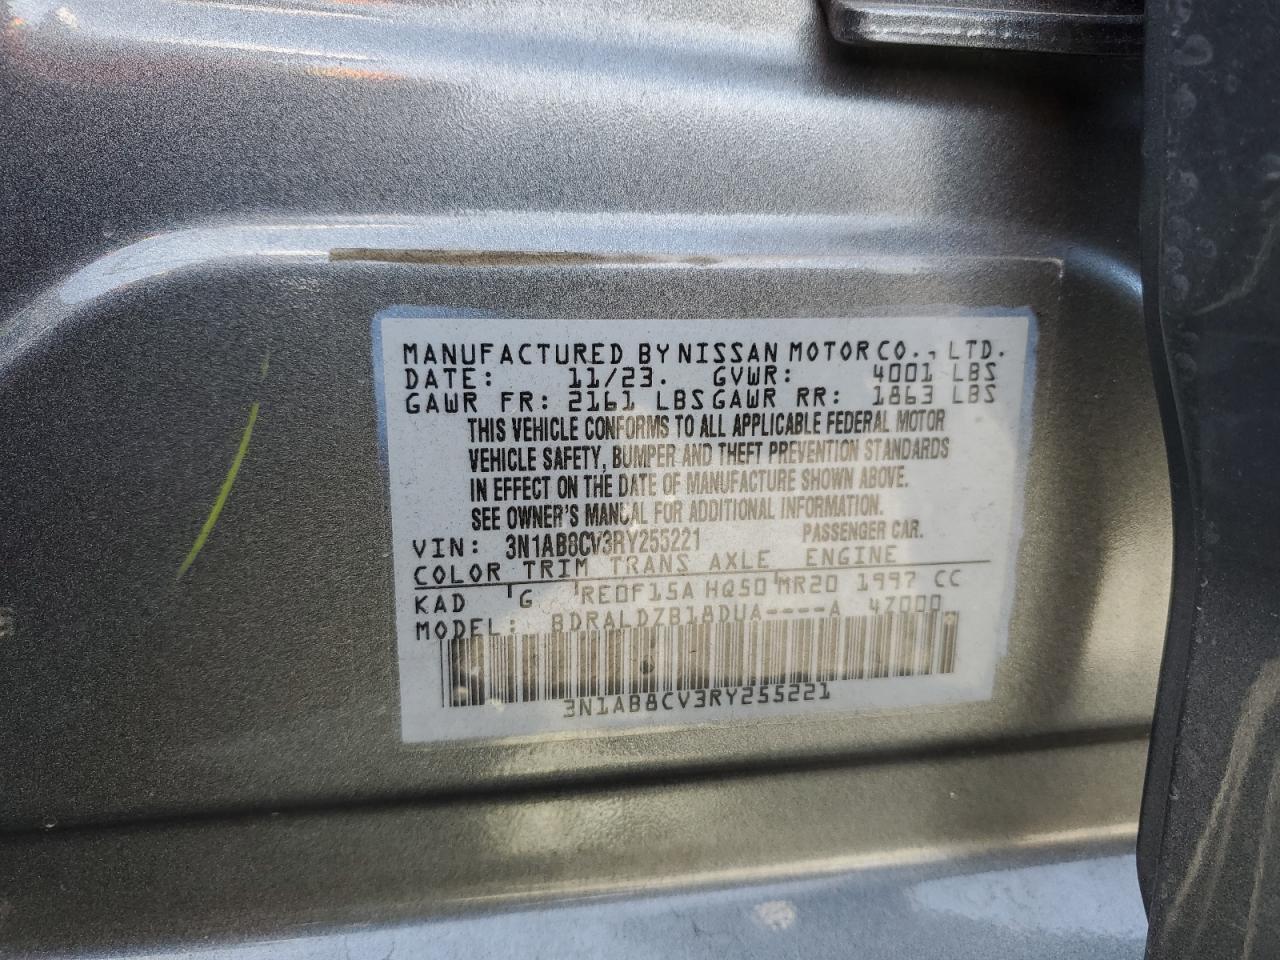 MANUFACTURED BY NISSAN MOTOR CO., LTD.
DATE: 11/23. GVWR: 4001 LBS
GAWR FR: 2161 LBS GAWR RR: 1863 LBS
THIS VEHICLE CONFORMS TO ALL APPLICABLE FEDERAL MOTOR
VEHICLE SAFETY, BUMPER AND THEFT PREVENTION STANDARDS
IN EFFECT ON THE DATE OF MANUFACTURE SHOWN ABOVE.
SEE OWNER'S MANUAL FOR ADDITIONAL INFORMATION.
VIN: 3N1AB8CV3RY255221 PASSENGER CAR.
COLOR TRIM TRANS AXLE ENGINE
KAD G RE0F15A HQ50 MR20 1997 CC
MODEL: BDRALDZB18DUA----A 4Z000
3N1AB8CV3RY255221